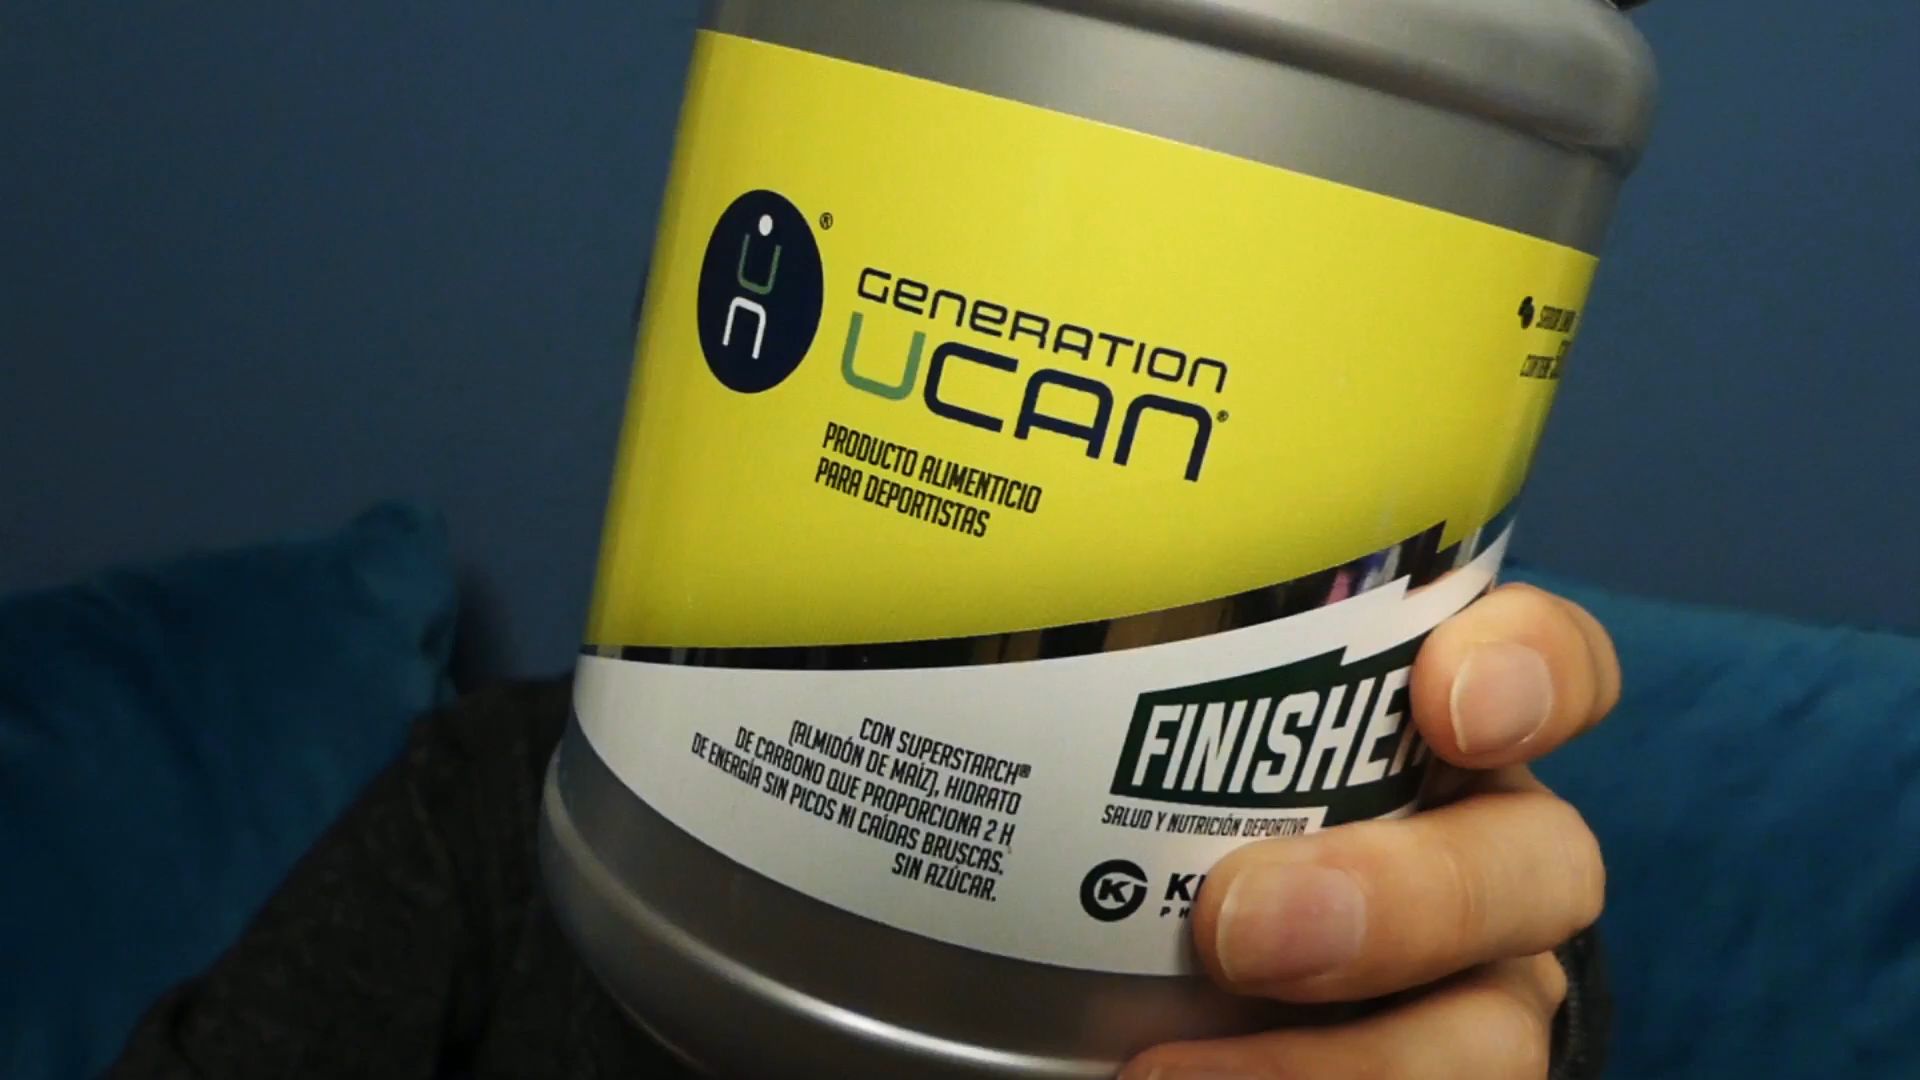 GENERATION
UCAN®
PRODUCTO ALIMENTICIO
PARA DEPORTISTAS
CON SUPERSTARCH®
(ALMIDÓN DE MAÍZ), HIDRATO
DE CARBONO QUE PROPORCIONA 2 H
DE ENERGÍA SIN PICOS NI CAÍDAS BRUSCAS.
SIN AZÚCAR.
FINISHER
SALUD Y NUTRICIÓN DEPORTIVA